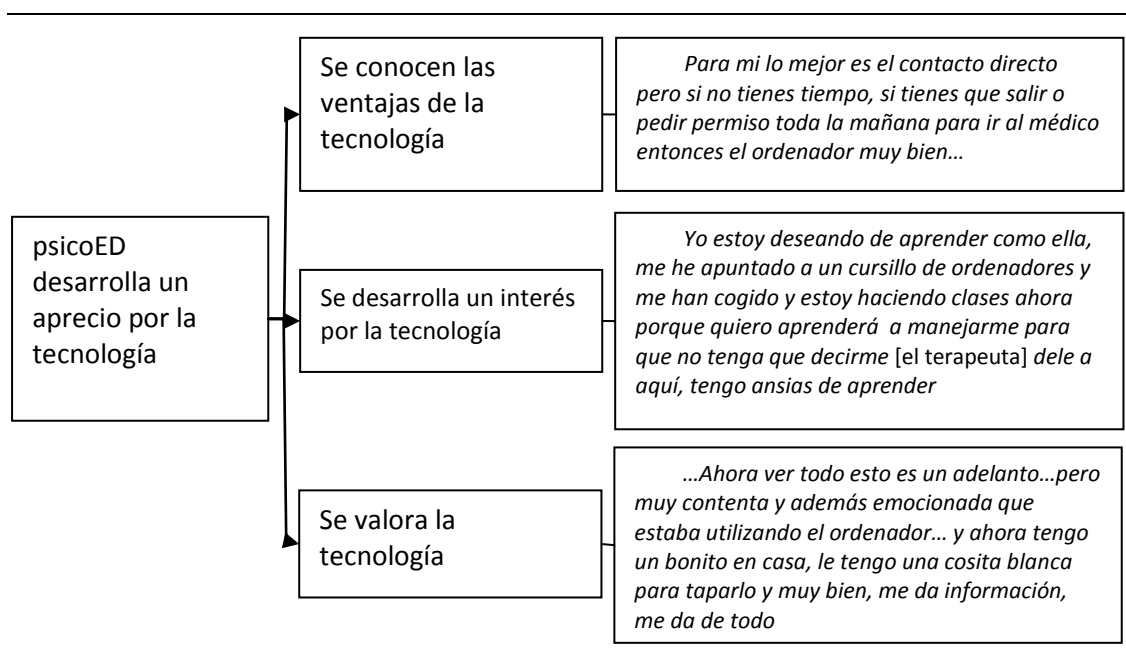 Se conocen las
ventajas de la
tecnología
Para mi lo mejor es el contacto directo
pero si no tienes tiempo, si tienes que salir o
pedir permiso toda la mañana para ir al médico
entonces el ordenador muy bien…
psicoED
desarrolla un
aprecio por la
tecnología
Se desarrolla un interés
por la tecnología
Yo estoy deseando de aprender como ella,
me he apuntado a un cursillo de ordenadores y
me han cogido y estoy haciendo clases ahora
porque quiero aprenderá a manejarme para
que no tenga que decirme [el terapeuta] dele a
aquí, tengo ansias de aprender
Se valora la
tecnología
…Ahora ver todo esto es un adelanto…pero
muy contenta y además emocionada que
estaba utilizando el ordenador… y ahora tengo
un bonito en casa, le tengo una cosita blanca
para taparlo y muy bien, me da información,
me da de todo